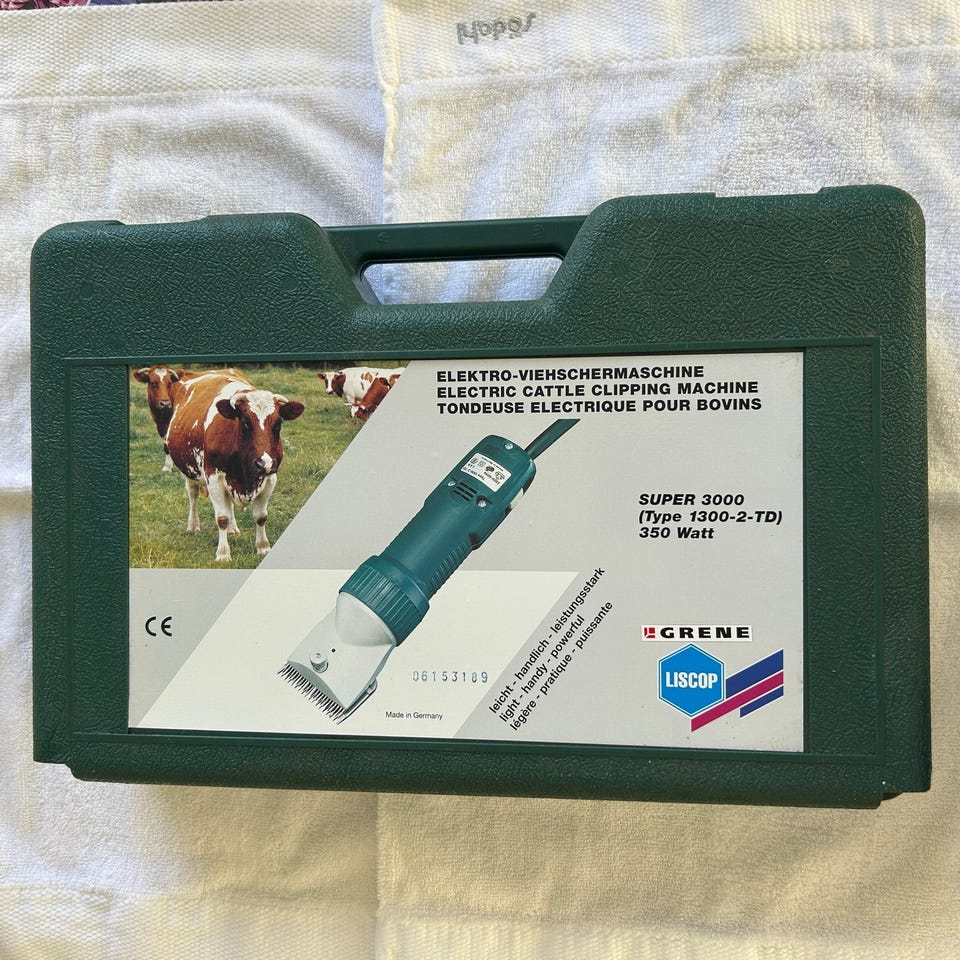 ELEKTRO-VIEHSCHERMASCHINE
ELECTRIC CATTLE CLIPPING MACHINE
TONDEUSE ELECTRIQUE POUR BOVINS
SUPER 3000
(Type 1300-2-TD)
350 Watt
leicht - handlich - leistungsstark
light - handy - powerful
légère - pratique - puissante
GRENE
LISCOP
CE
06153189
Made in Germany